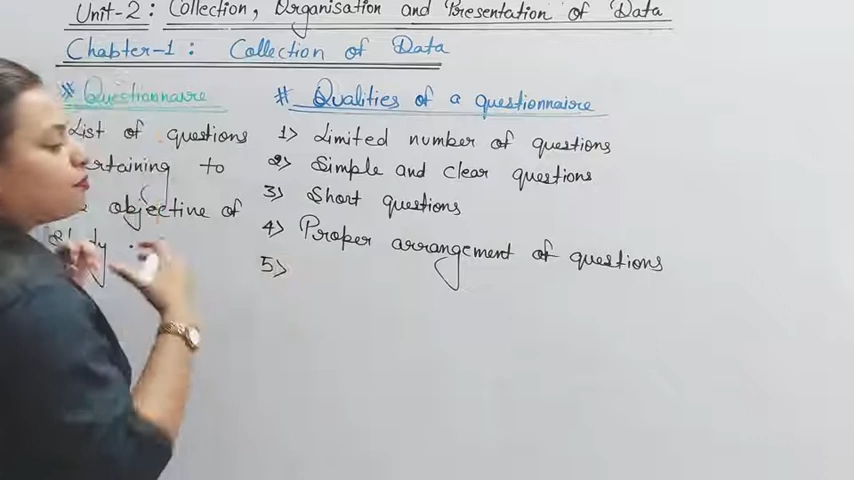 Unit-2: Collection, Organisation and Presentation of Data
Chapter-1: Collection of Data
* Questionnaire
List of questions
to
objective of
# Qualities of a questionnaire
1> Limited number of questions
2> Simple and clear questions
3> Short questions
4> Proper arrangement of questions
5>